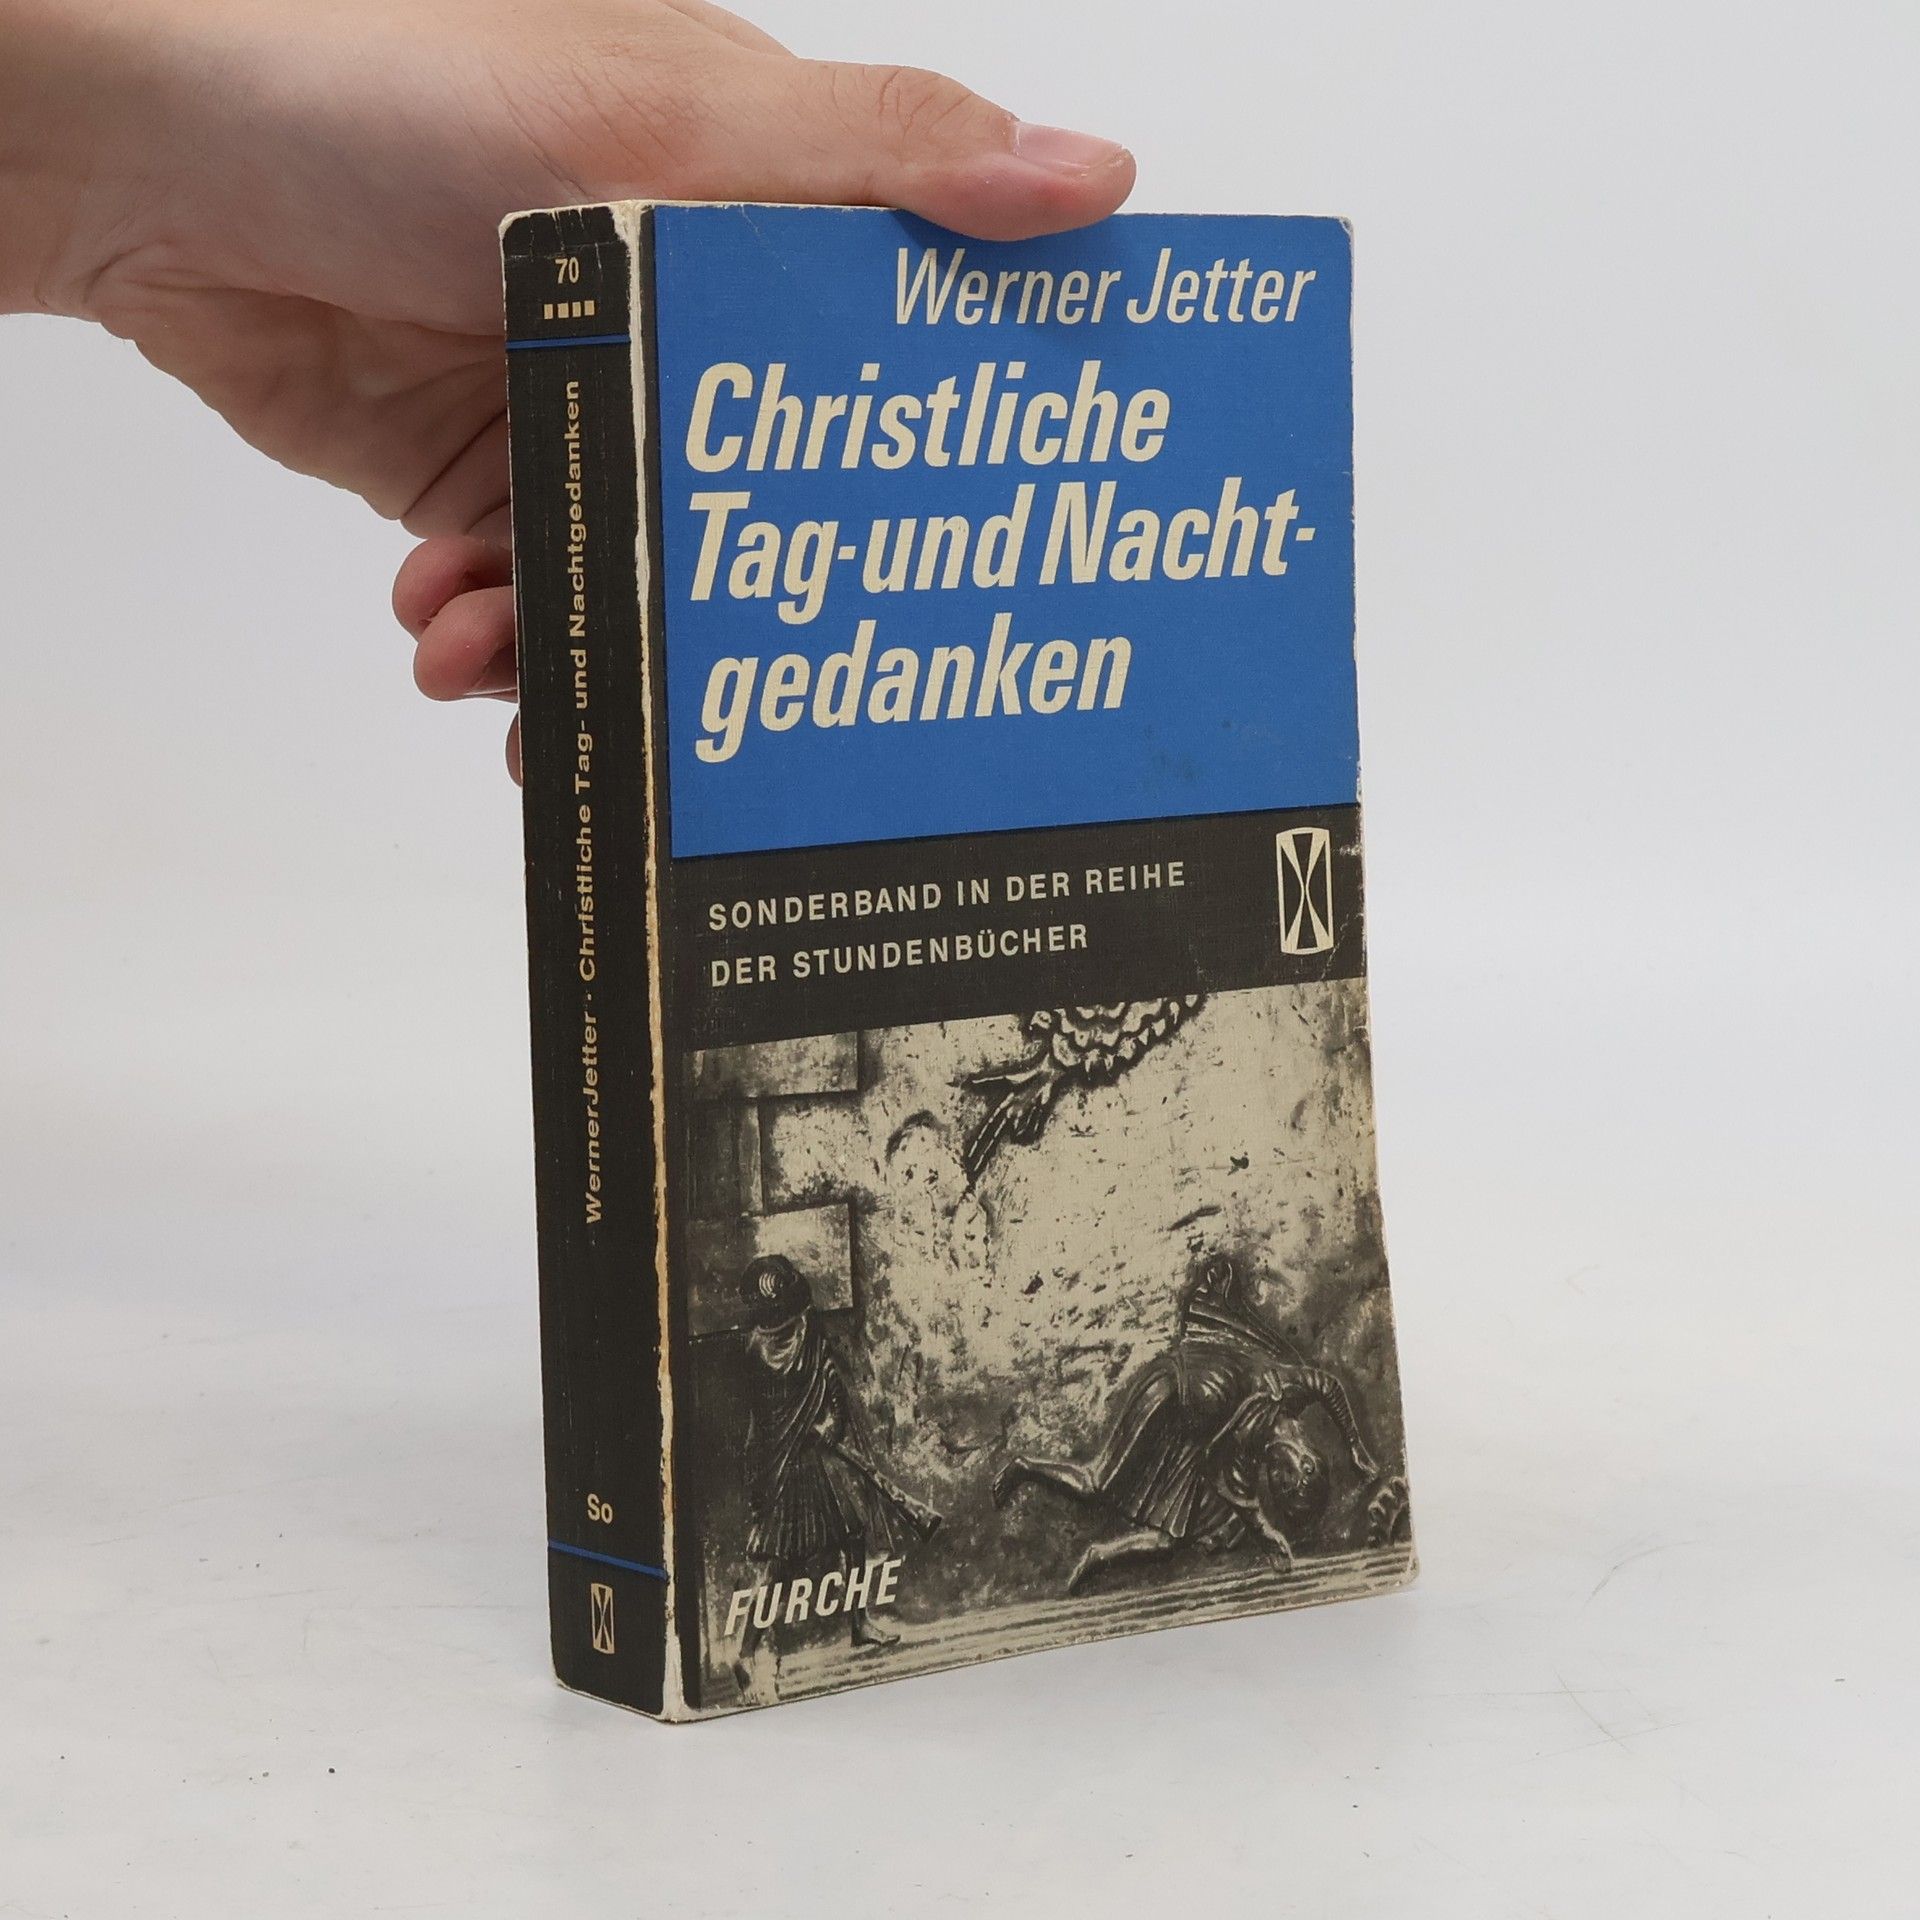 70
WernerJetter · Christliche Tag- und Nachtgedanken
So
Werner Jetter
Christliche
Tag- und Nacht-
gedanken
SONDERBAND IN DER REIHE
DER STUNDENBÜCHER
FURCHE